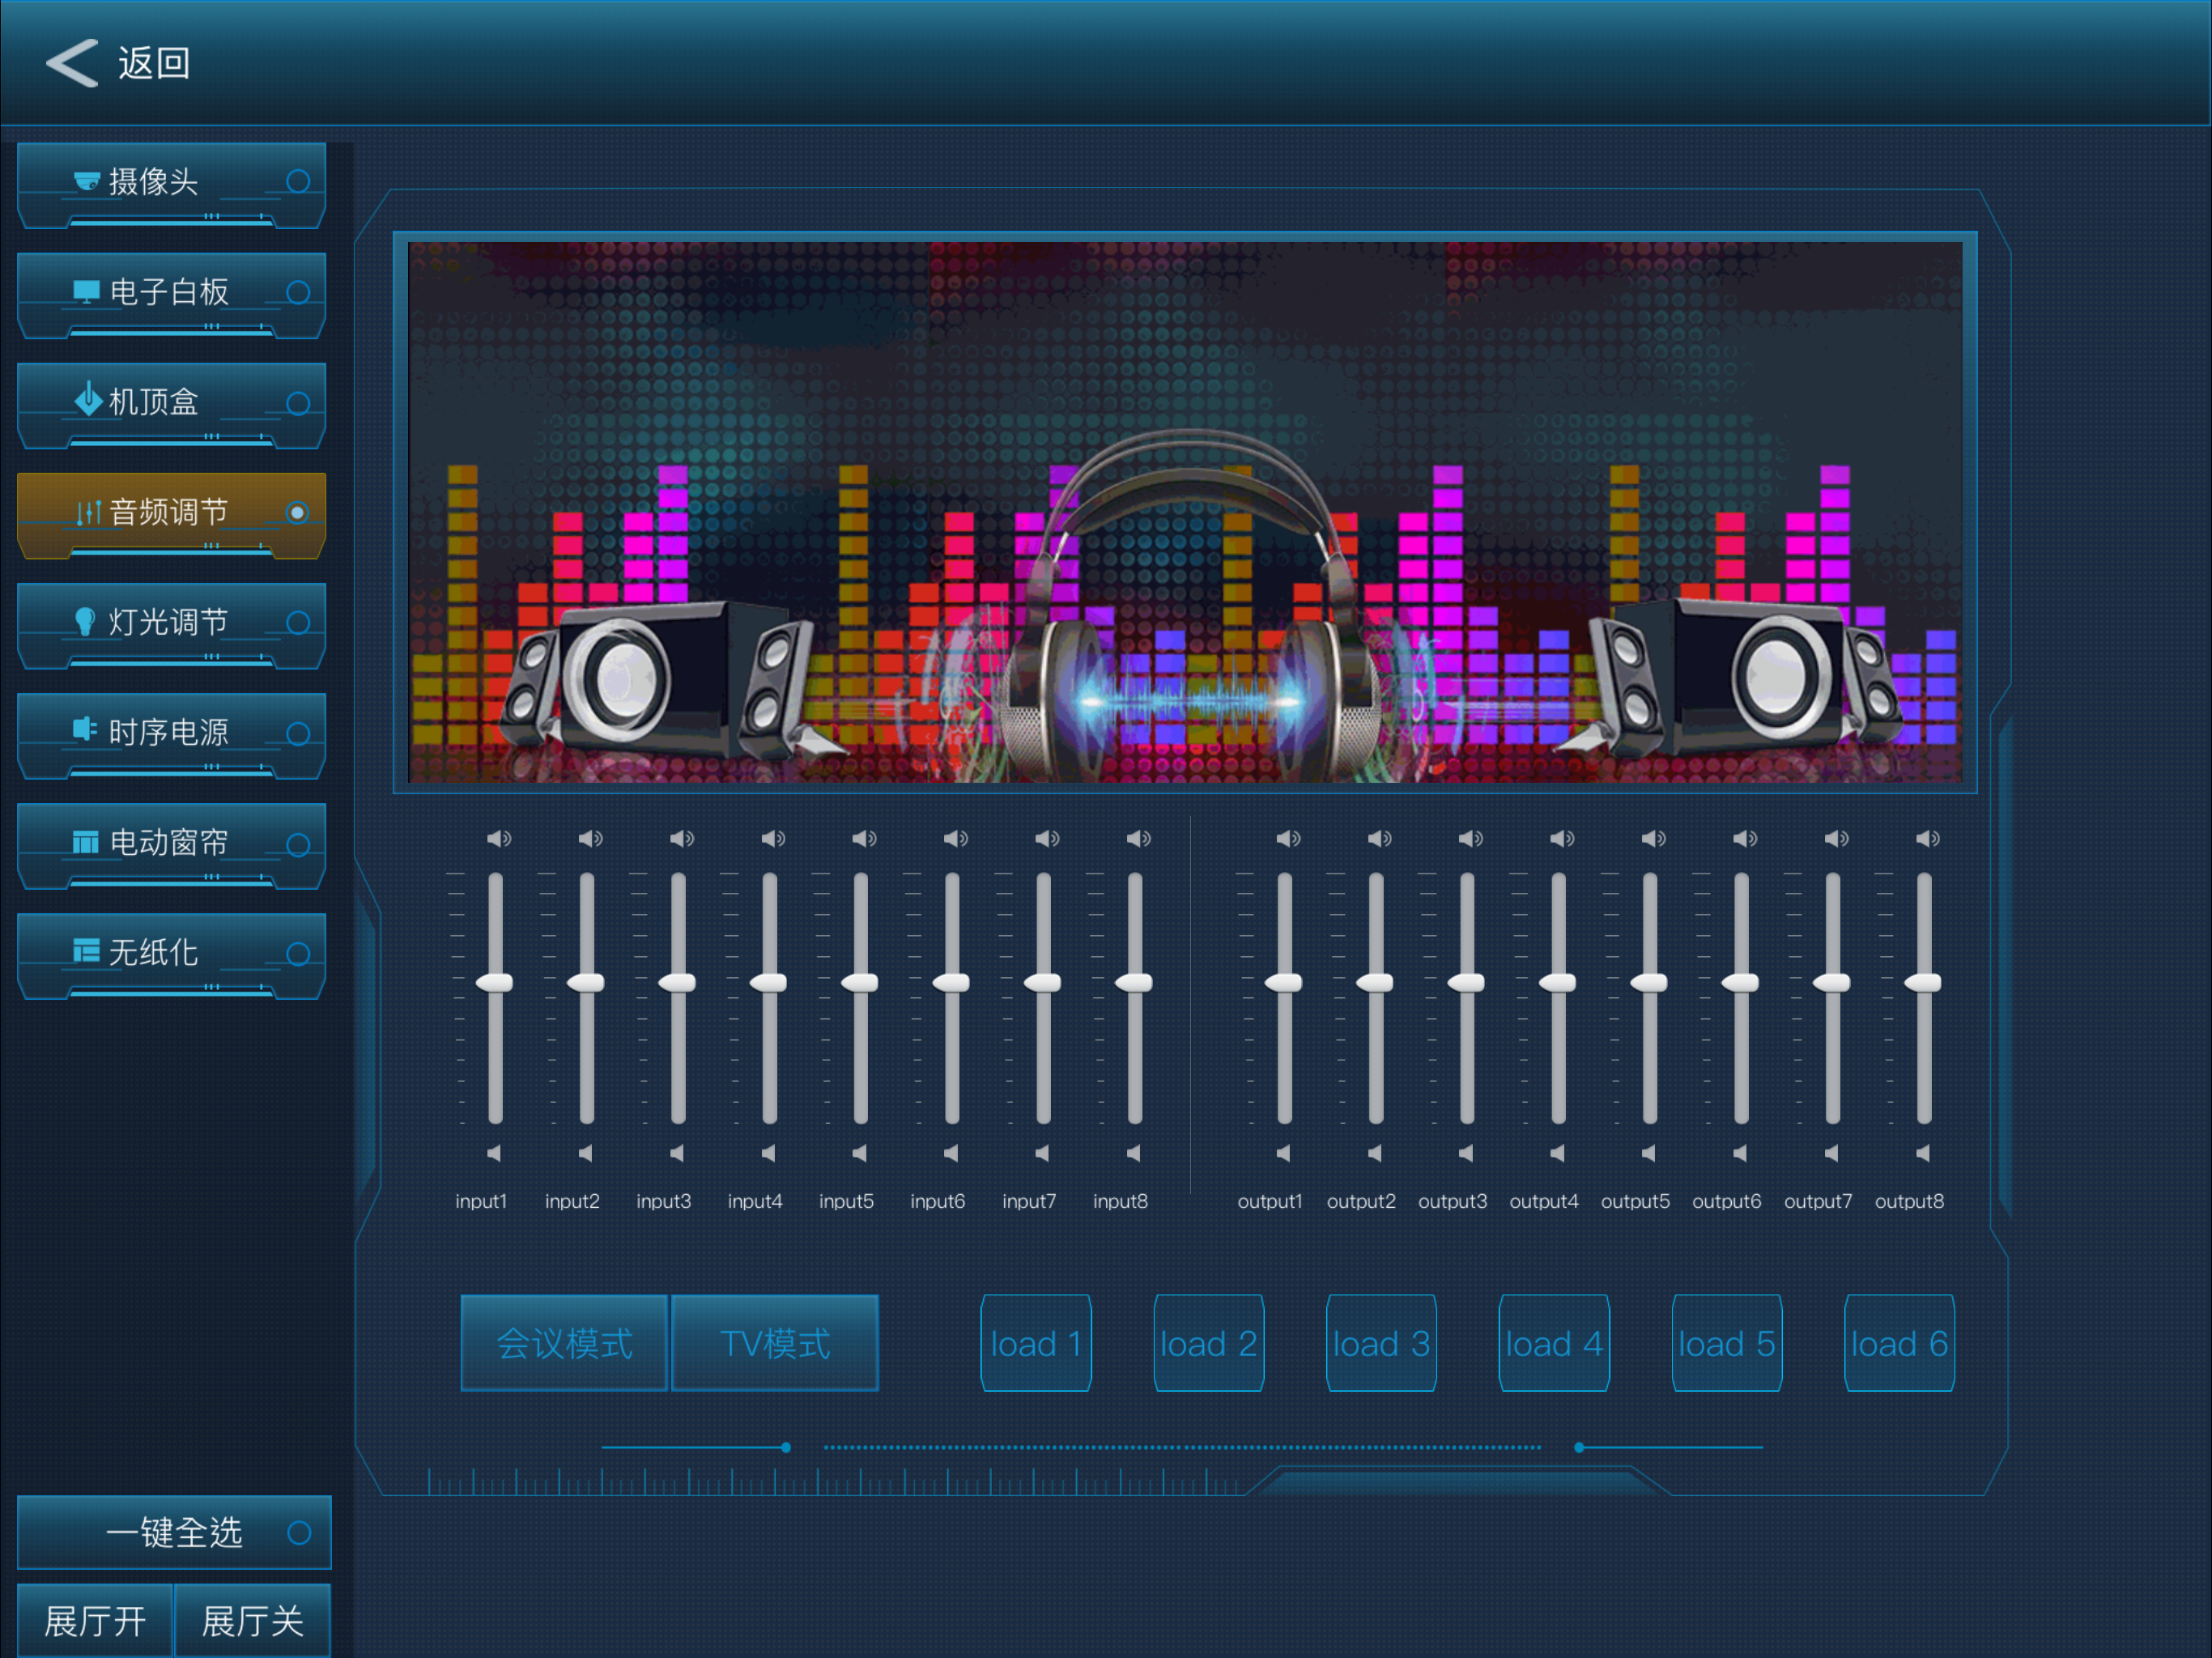 返回
摄像头
电子白板
机顶盒
音频调节
灯光调节
时序电源
电动窗帘
无纸化
input1 input2 input3 input4 input5 input6 input7 input8 output1 output2 output3 output4 output5 output6 output7 output8
会议模式 TV模式 load 1 load 2 load 3 load 4 load 5 load 6
一键全选
展厅开 展厅关